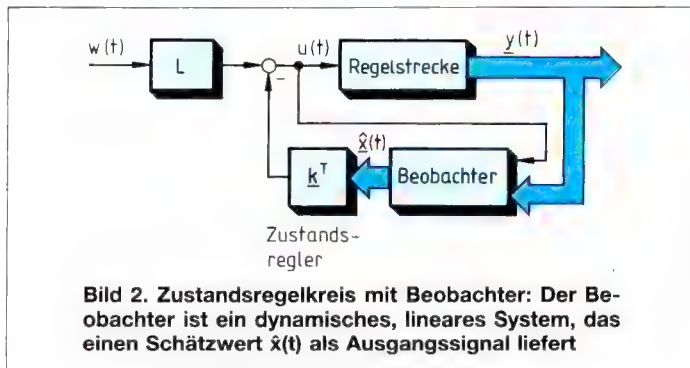 w(t)
L
u(t)
Regelstrecke
y(t)
x̂(t)
k^T
Beobachter
Zustands-
regler
Bild 2. Zustandsregelkreis mit Beobachter: Der Be-
obachter ist ein dynamisches, lineares System, das
einen Schätzwert x̂(t) als Ausgangssignal liefert